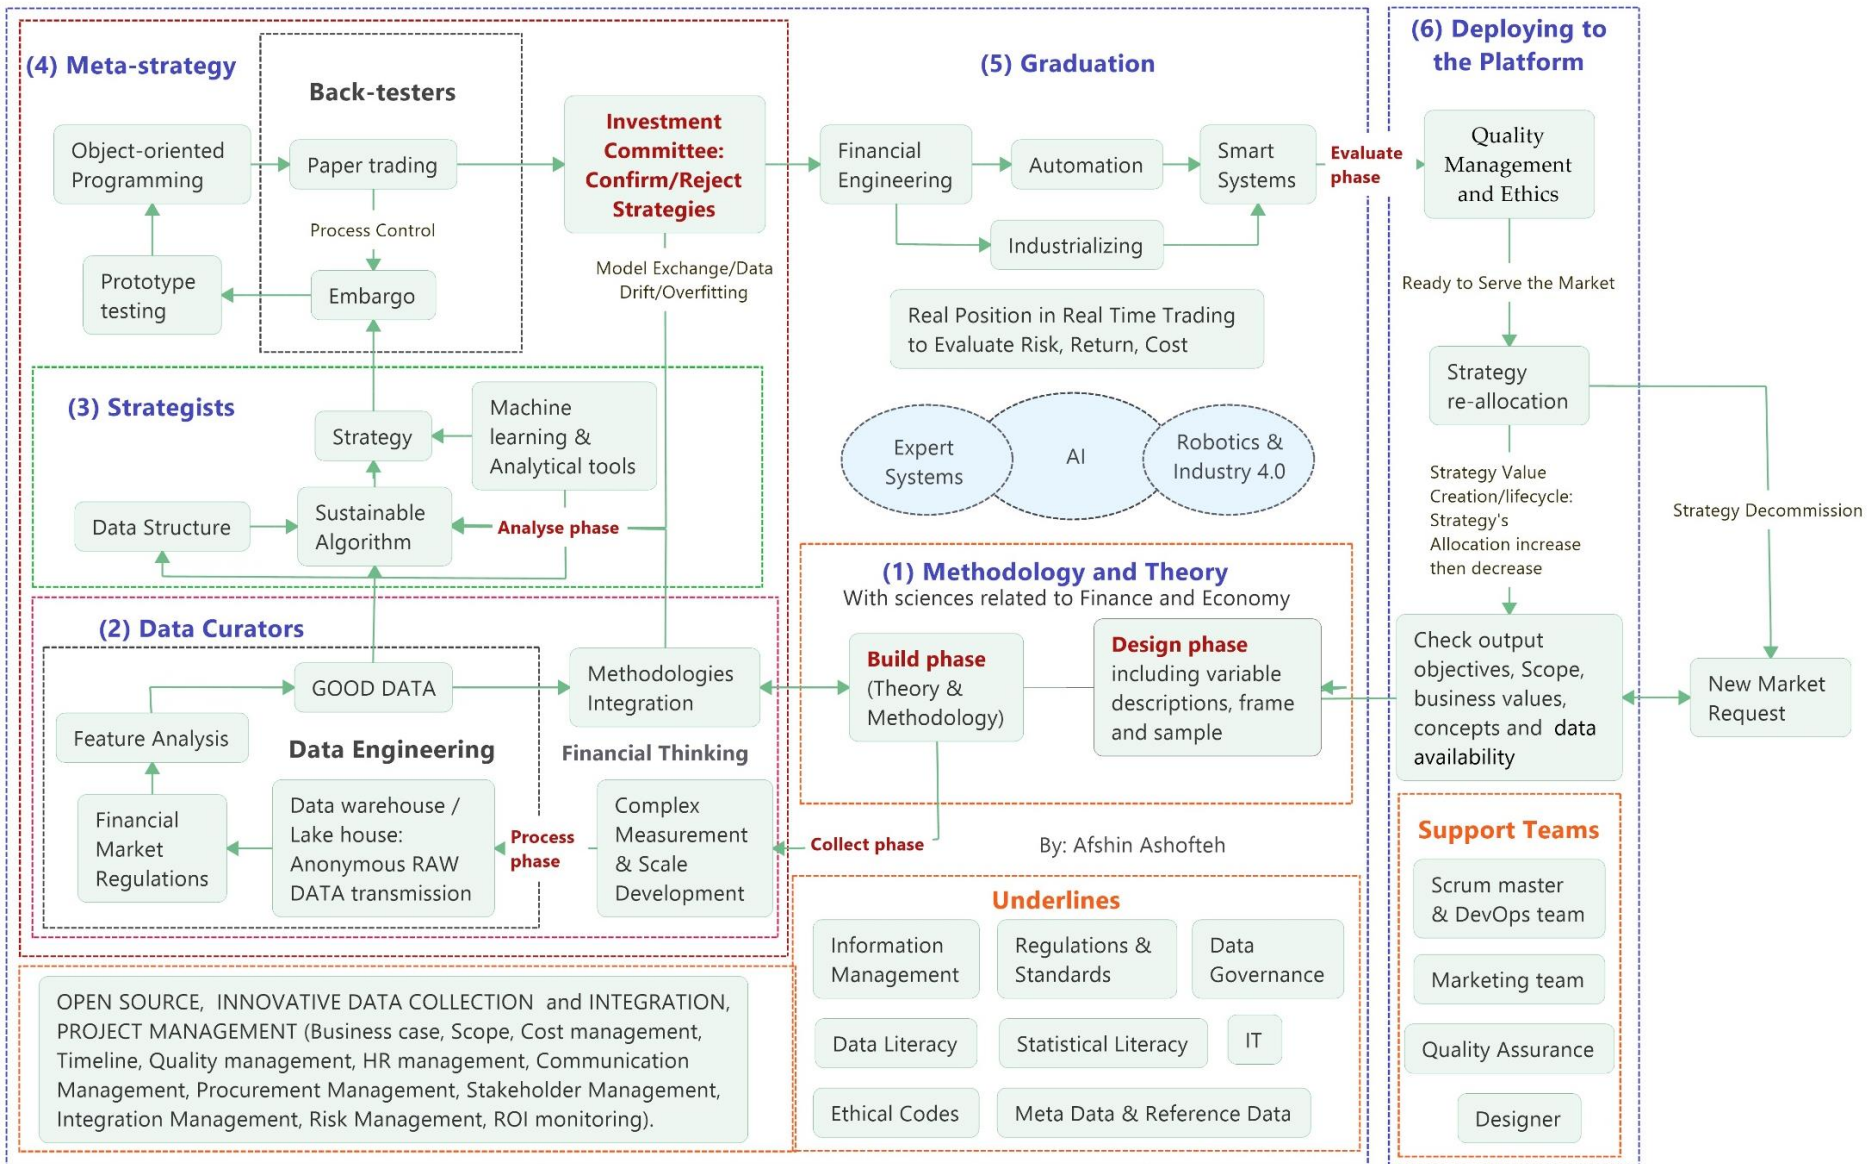 (4) Meta-strategy
Back-testers
Object-oriented
Programming
Paper trading
Process Control
Embargo
Prototype
testing
Investment
Committee:
Confirm/Reject
Strategies
Model Exchange/Data
Drift/Overfitting
(5) Graduation
Financial
Engineering
Automation
Smart
Systems
Industrializing
Evaluate
phase
Real Position in Real Time Trading
to Evaluate Risk, Return, Cost
Expert
Systems
AI
Robotics &
Industry 4.0
(6) Deploying to
the Platform
Quality
Management
and Ethics
Ready to Serve the Market
Strategy
re-allocation
Strategy Value
Creation/lifecycle:
Strategy's
Allocation increase
then decrease
Strategy Decommission
Check output
objectives, Scope,
business values,
concepts and data
availability
New Market
Request
(3) Strategists
Strategy
Machine
learning &
Analytical tools
Data Structure
Sustainable
Algorithm
Analyse phase
(2) Data Curators
GOOD DATA
Methodologies
Integration
Feature Analysis
Data Engineering
Financial Thinking
Financial
Market
Regulations
Data warehouse /
Lake house:
Anonymous RAW
DATA transmission
Process
phase
Complex
Measurement
& Scale
Development
(1) Methodology and Theory
With sciences related to Finance and Economy
Build phase
(Theory &
Methodology)
Design phase
including variable
descriptions, frame
and sample
Collect phase
By: Afshin Ashofteh
Support Teams
Scrum master
& DevOps team
Marketing team
Quality Assurance
Designer
Underlines
Information
Management
Regulations &
Standards
Data
Governance
Data Literacy
Statistical Literacy
IT
Ethical Codes
Meta Data & Reference Data
OPEN SOURCE, INNOVATIVE DATA COLLECTION and INTEGRATION,
PROJECT MANAGEMENT (Business case, Scope, Cost management,
Timeline, Quality management, HR management, Communication
Management, Procurement Management, Stakeholder Management,
Integration Management, Risk Management, ROI monitoring).